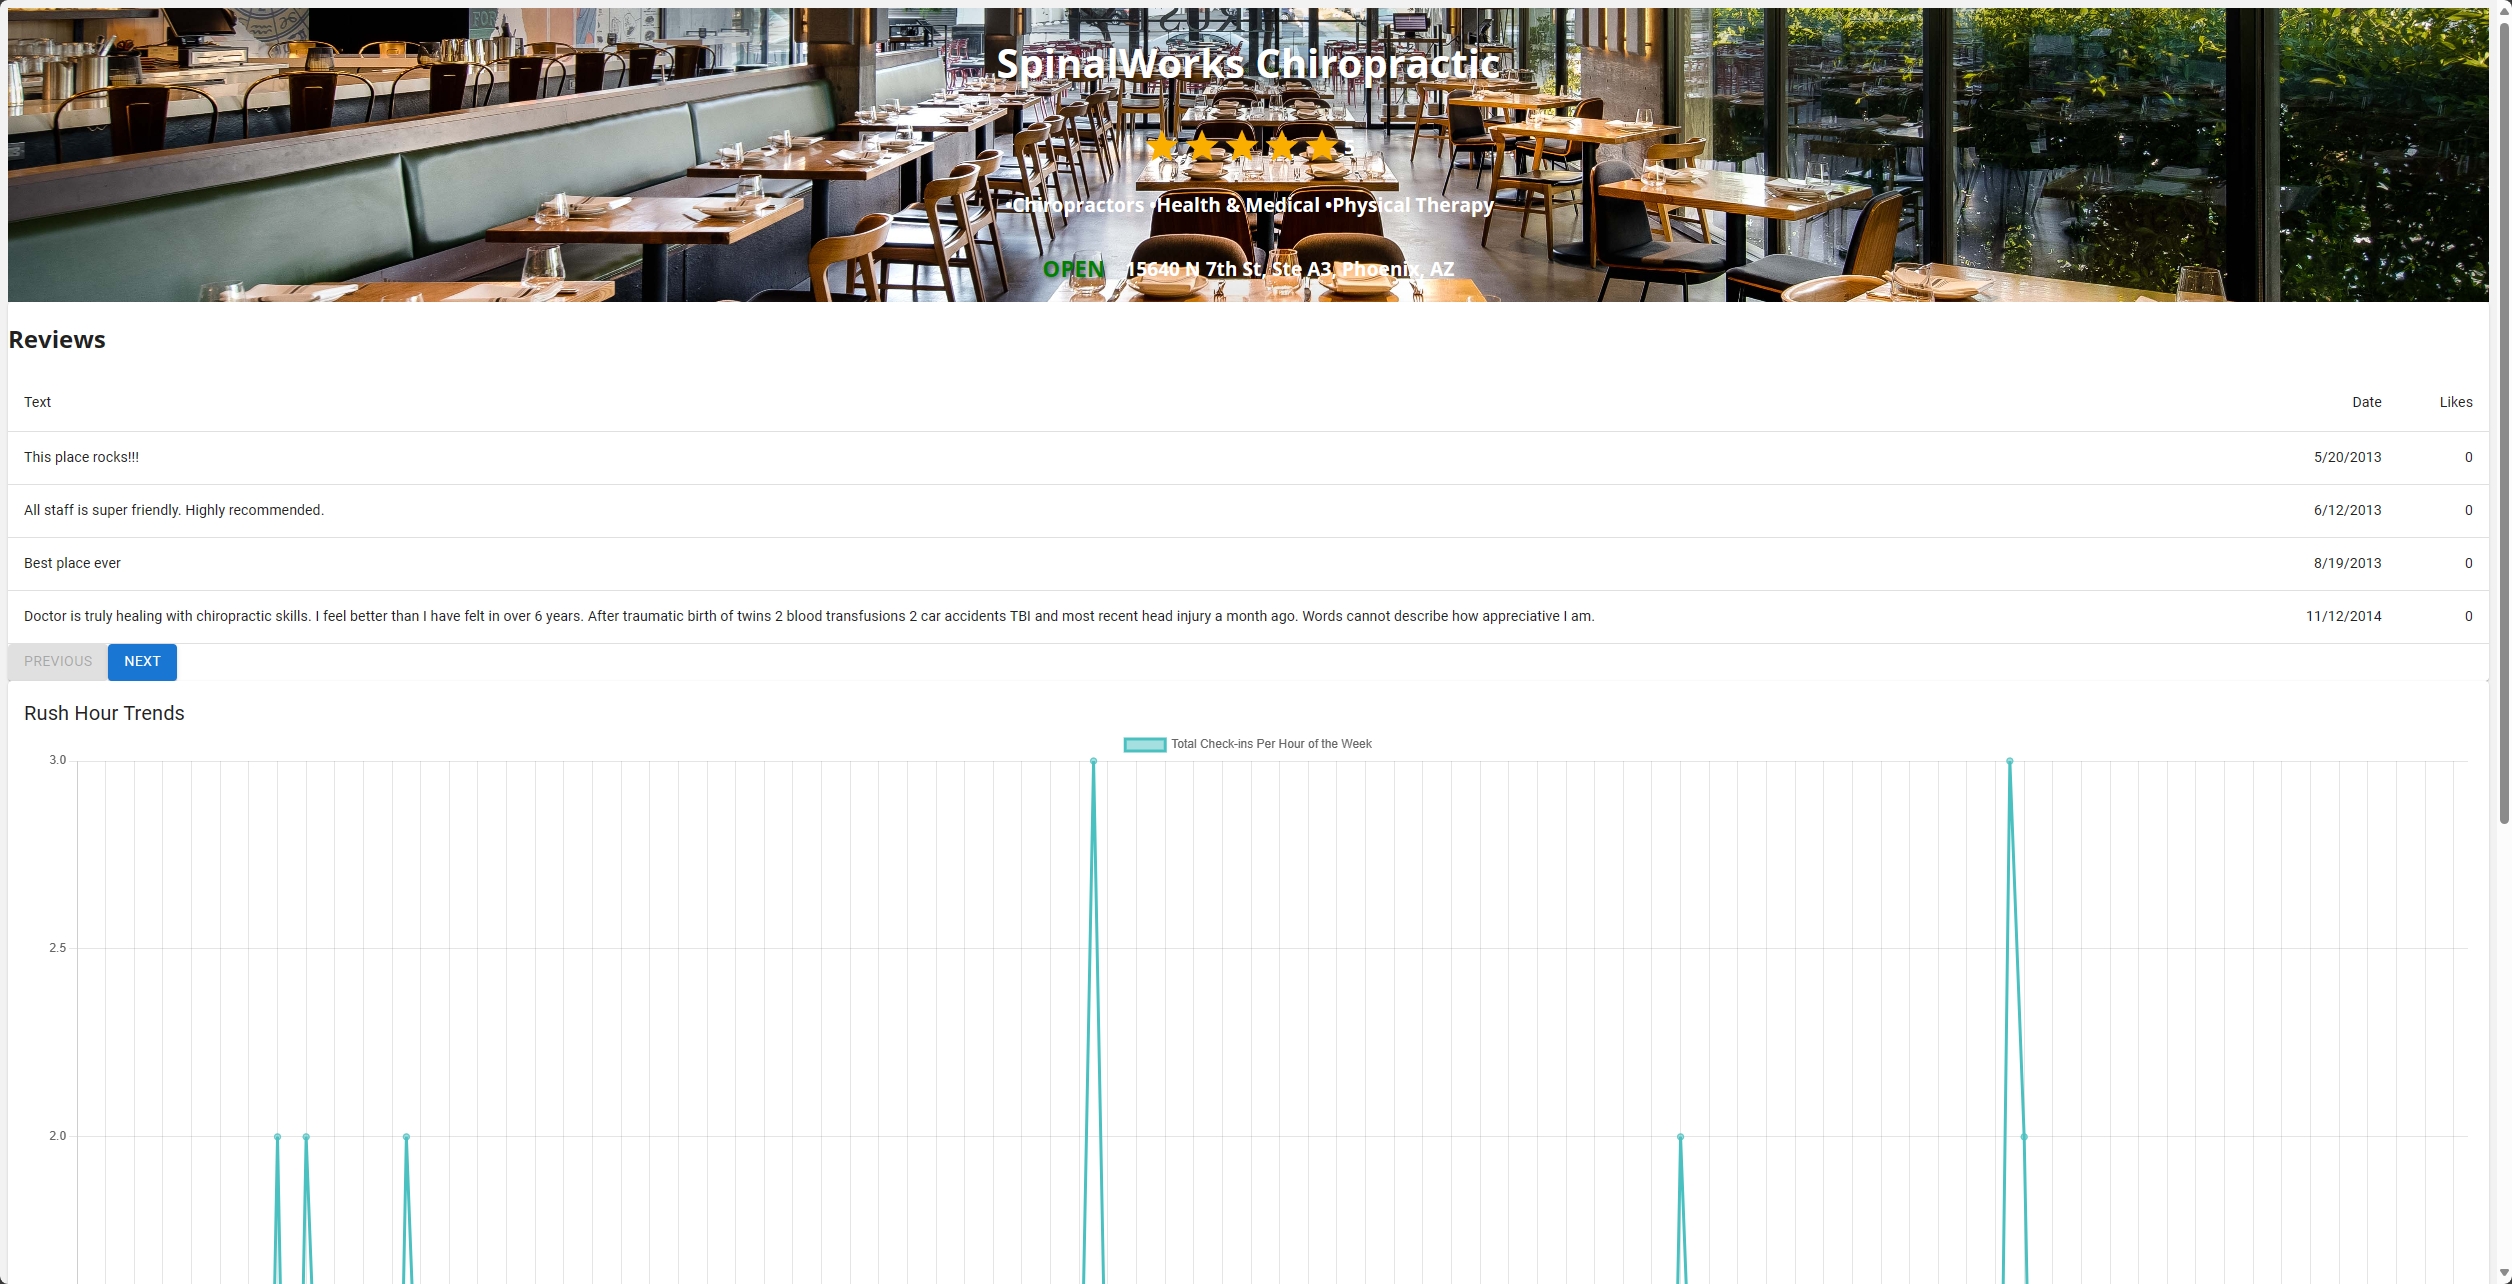 SpinalWorks Chiropractic
5
•Chiropractors •Health & Medical •Physical Therapy
OPEN 15640 N 7th St, Ste A3, Phoenix, AZ
Reviews
Text Date Likes
This place rocks!!! 5/20/2013 0
All staff is super friendly. Highly recommended. 6/12/2013 0
Best place ever 8/19/2013 0
Doctor is truly healing with chiropractic skills. I feel better than I have felt in over 6 years. After traumatic birth of twins 2 blood transfusions 2 car accidents TBI and most recent head injury a month ago. Words cannot describe how appreciative I am. 11/12/2014 0
PREVIOUS NEXT
Rush Hour Trends
Total Check-ins Per Hour of the Week
3.0
2.5
2.0